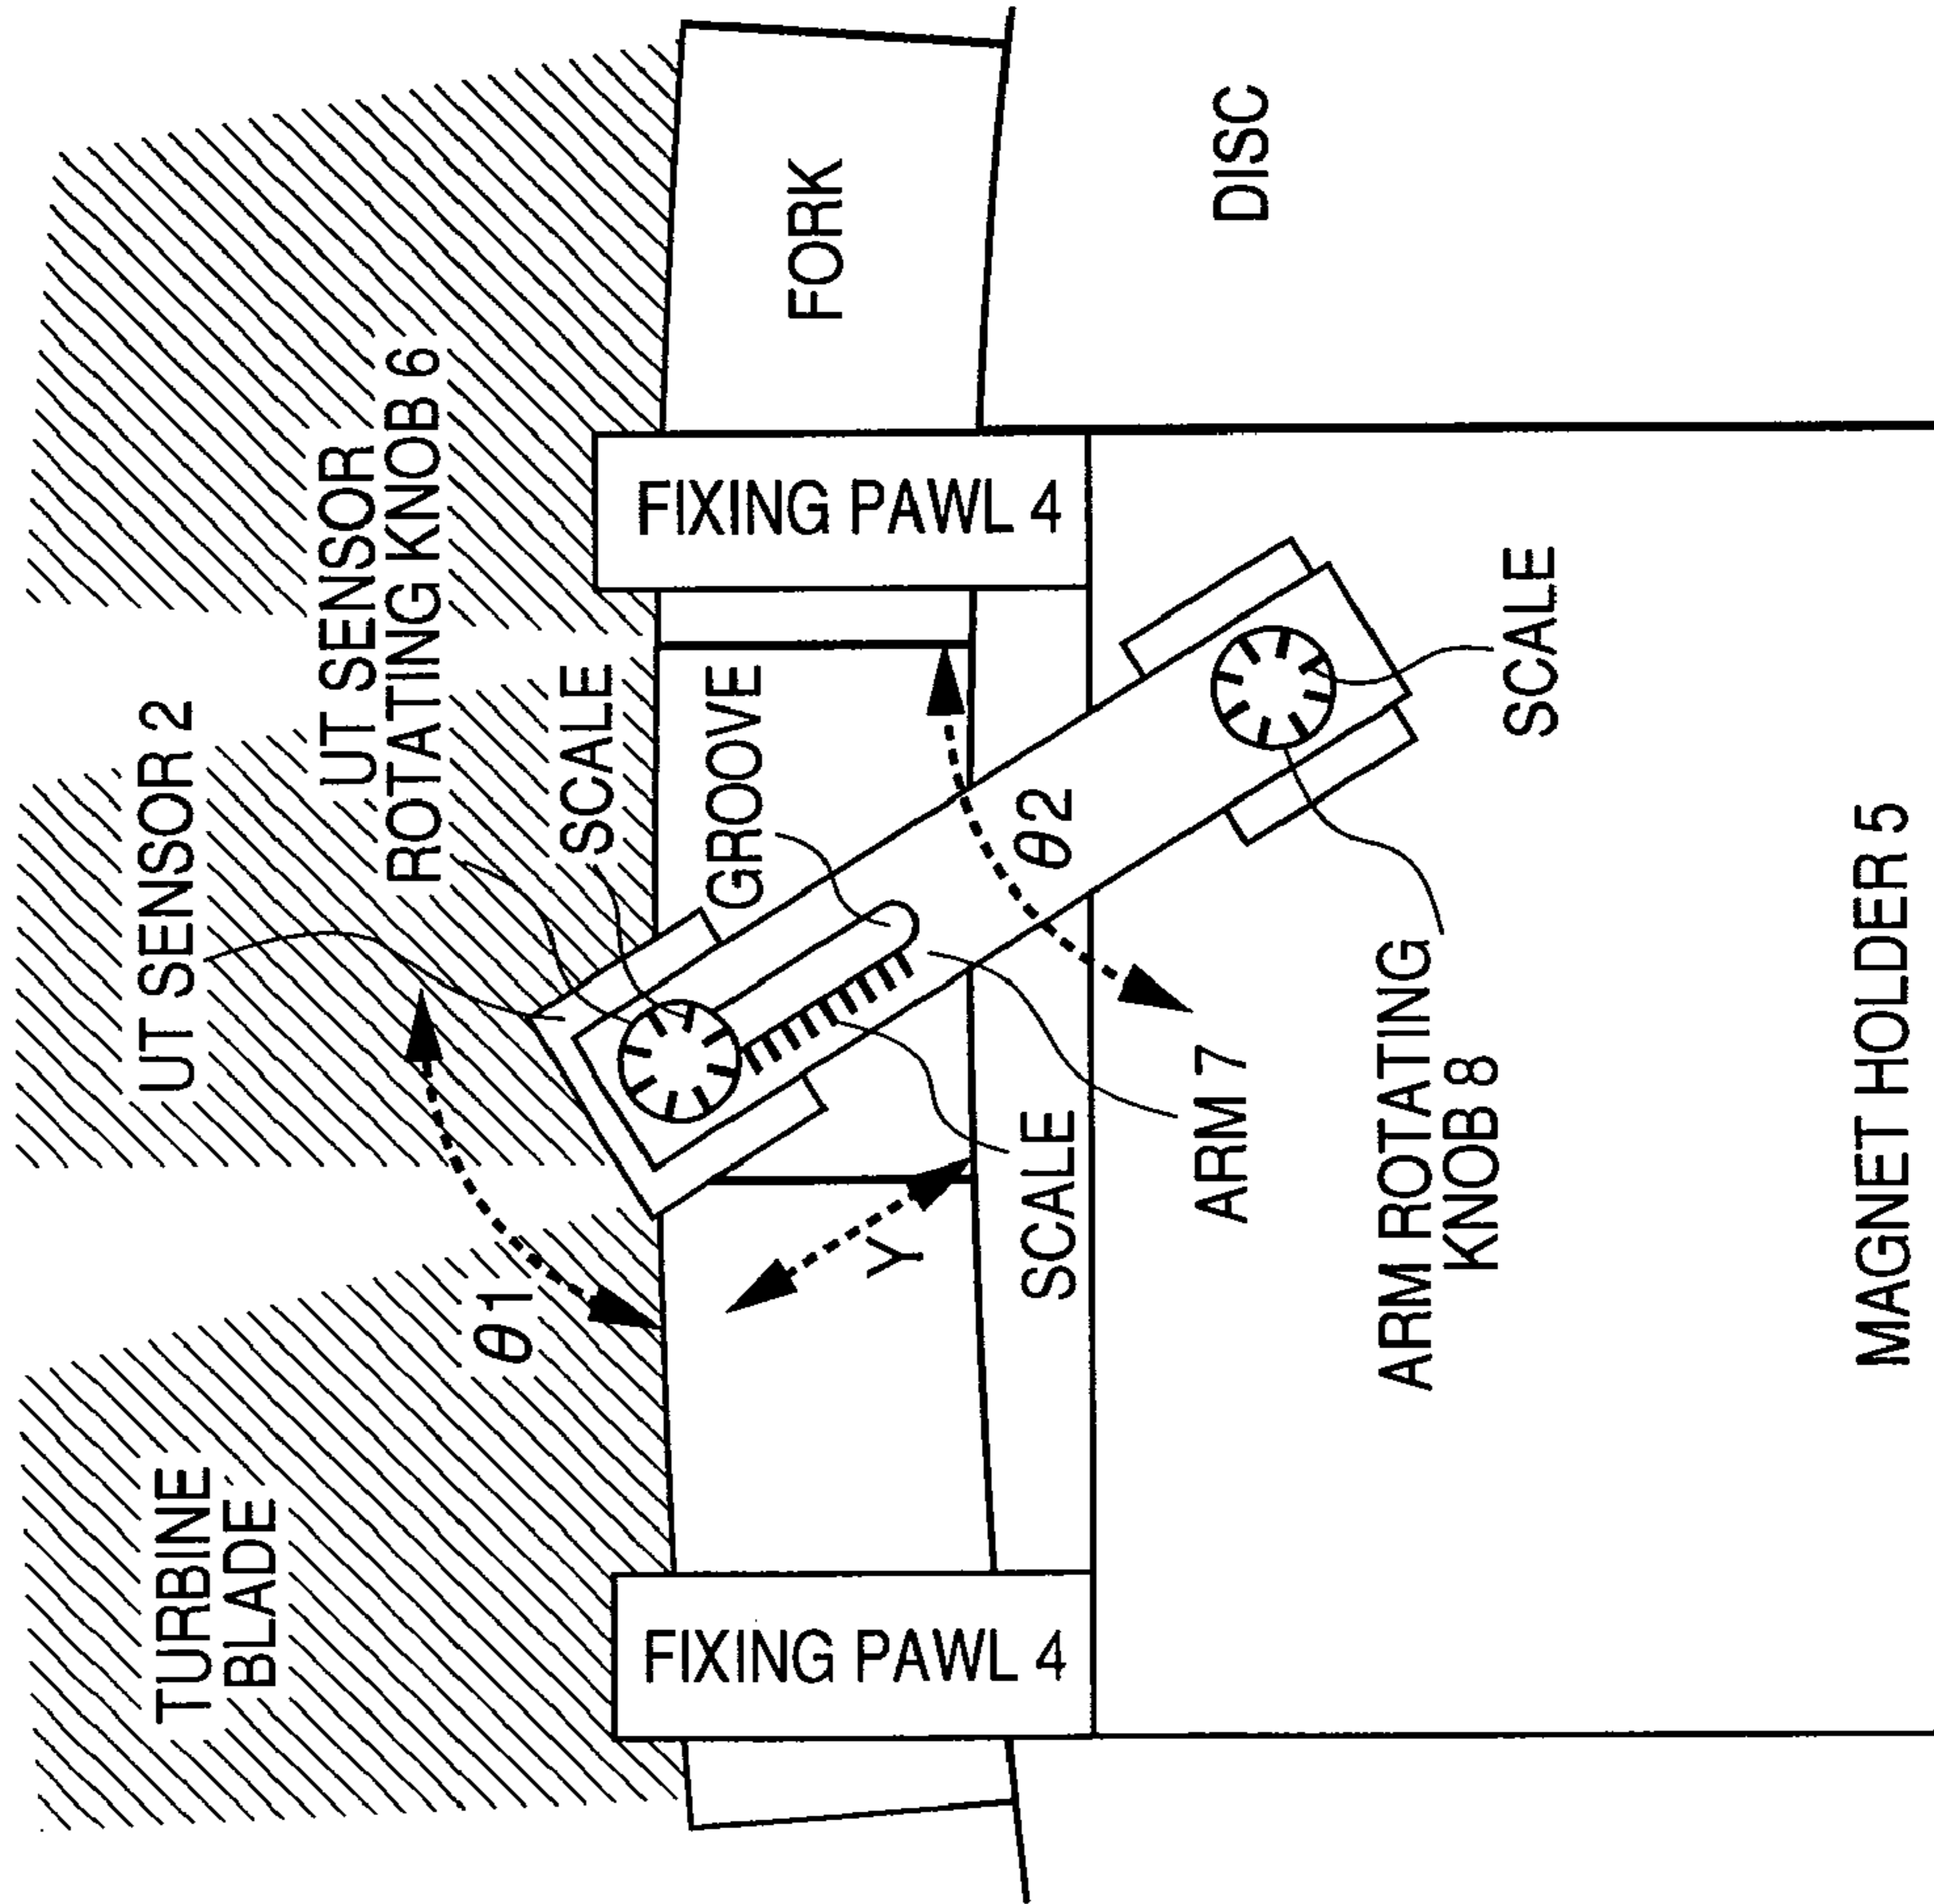 TURBINE
BLADE
UT SENSOR 2
UT SENSOR
ROTATING KNOB 6
SCALE
GROOVE
FORK
DISC
θ1
Y
θ2
FIXING PAWL 4
FIXING PAWL 4
SCALE
ARM 7
SCALE
ARM ROTATING
KNOB 8
MAGNET HOLDER 5